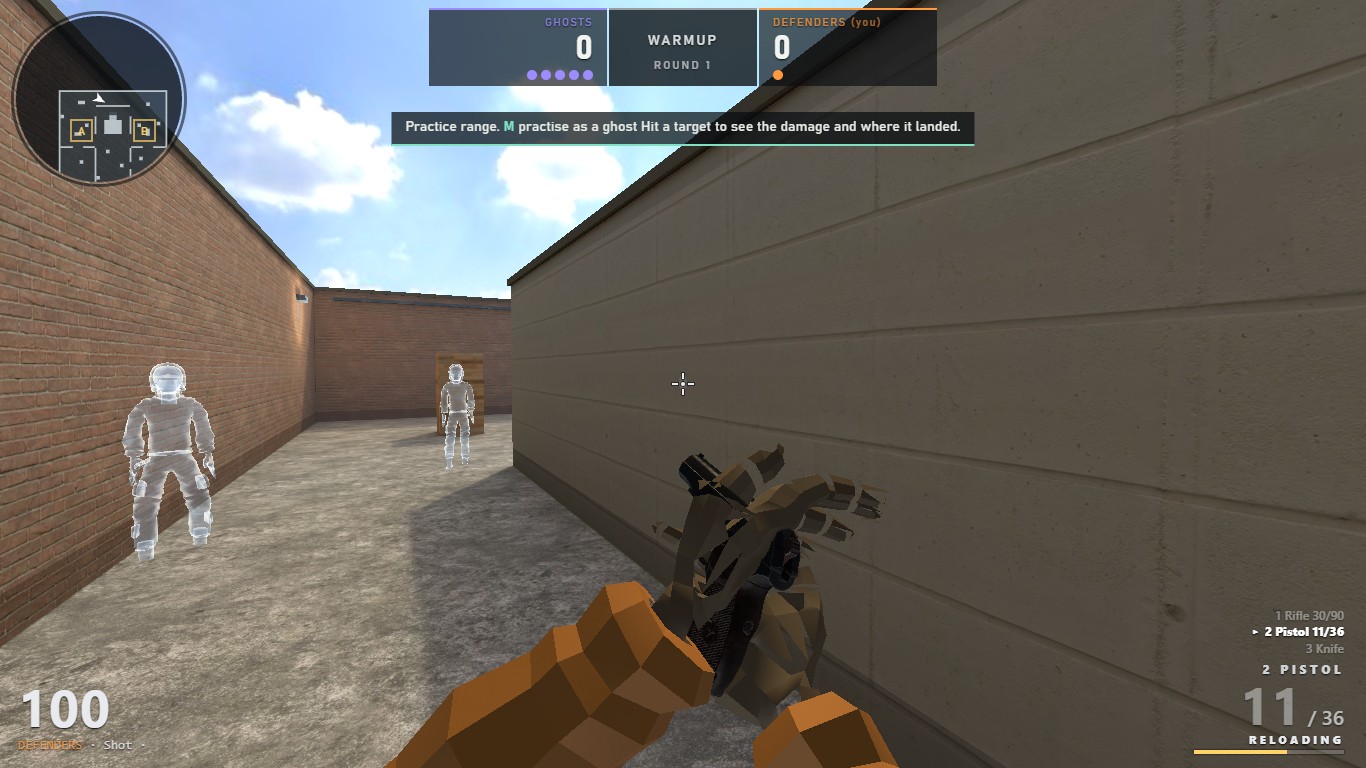 GHOSTS
0
WARMUP
ROUND 1
DEFENDERS (you)
0
Practice range. M practise as a ghost Hit a target to see the damage and where it landed.
A
B
1 Rifle 30/90
▸ 2 Pistol 11/36
3 Knife
2 PISTOL
11 / 36
RELOADING
100
DEFENDERS · Shot ·